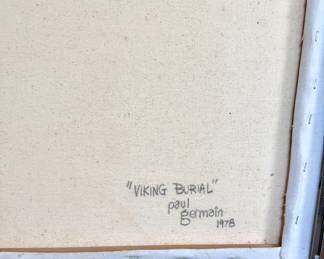 "VIKING BURIAL"
paul
germain
1978